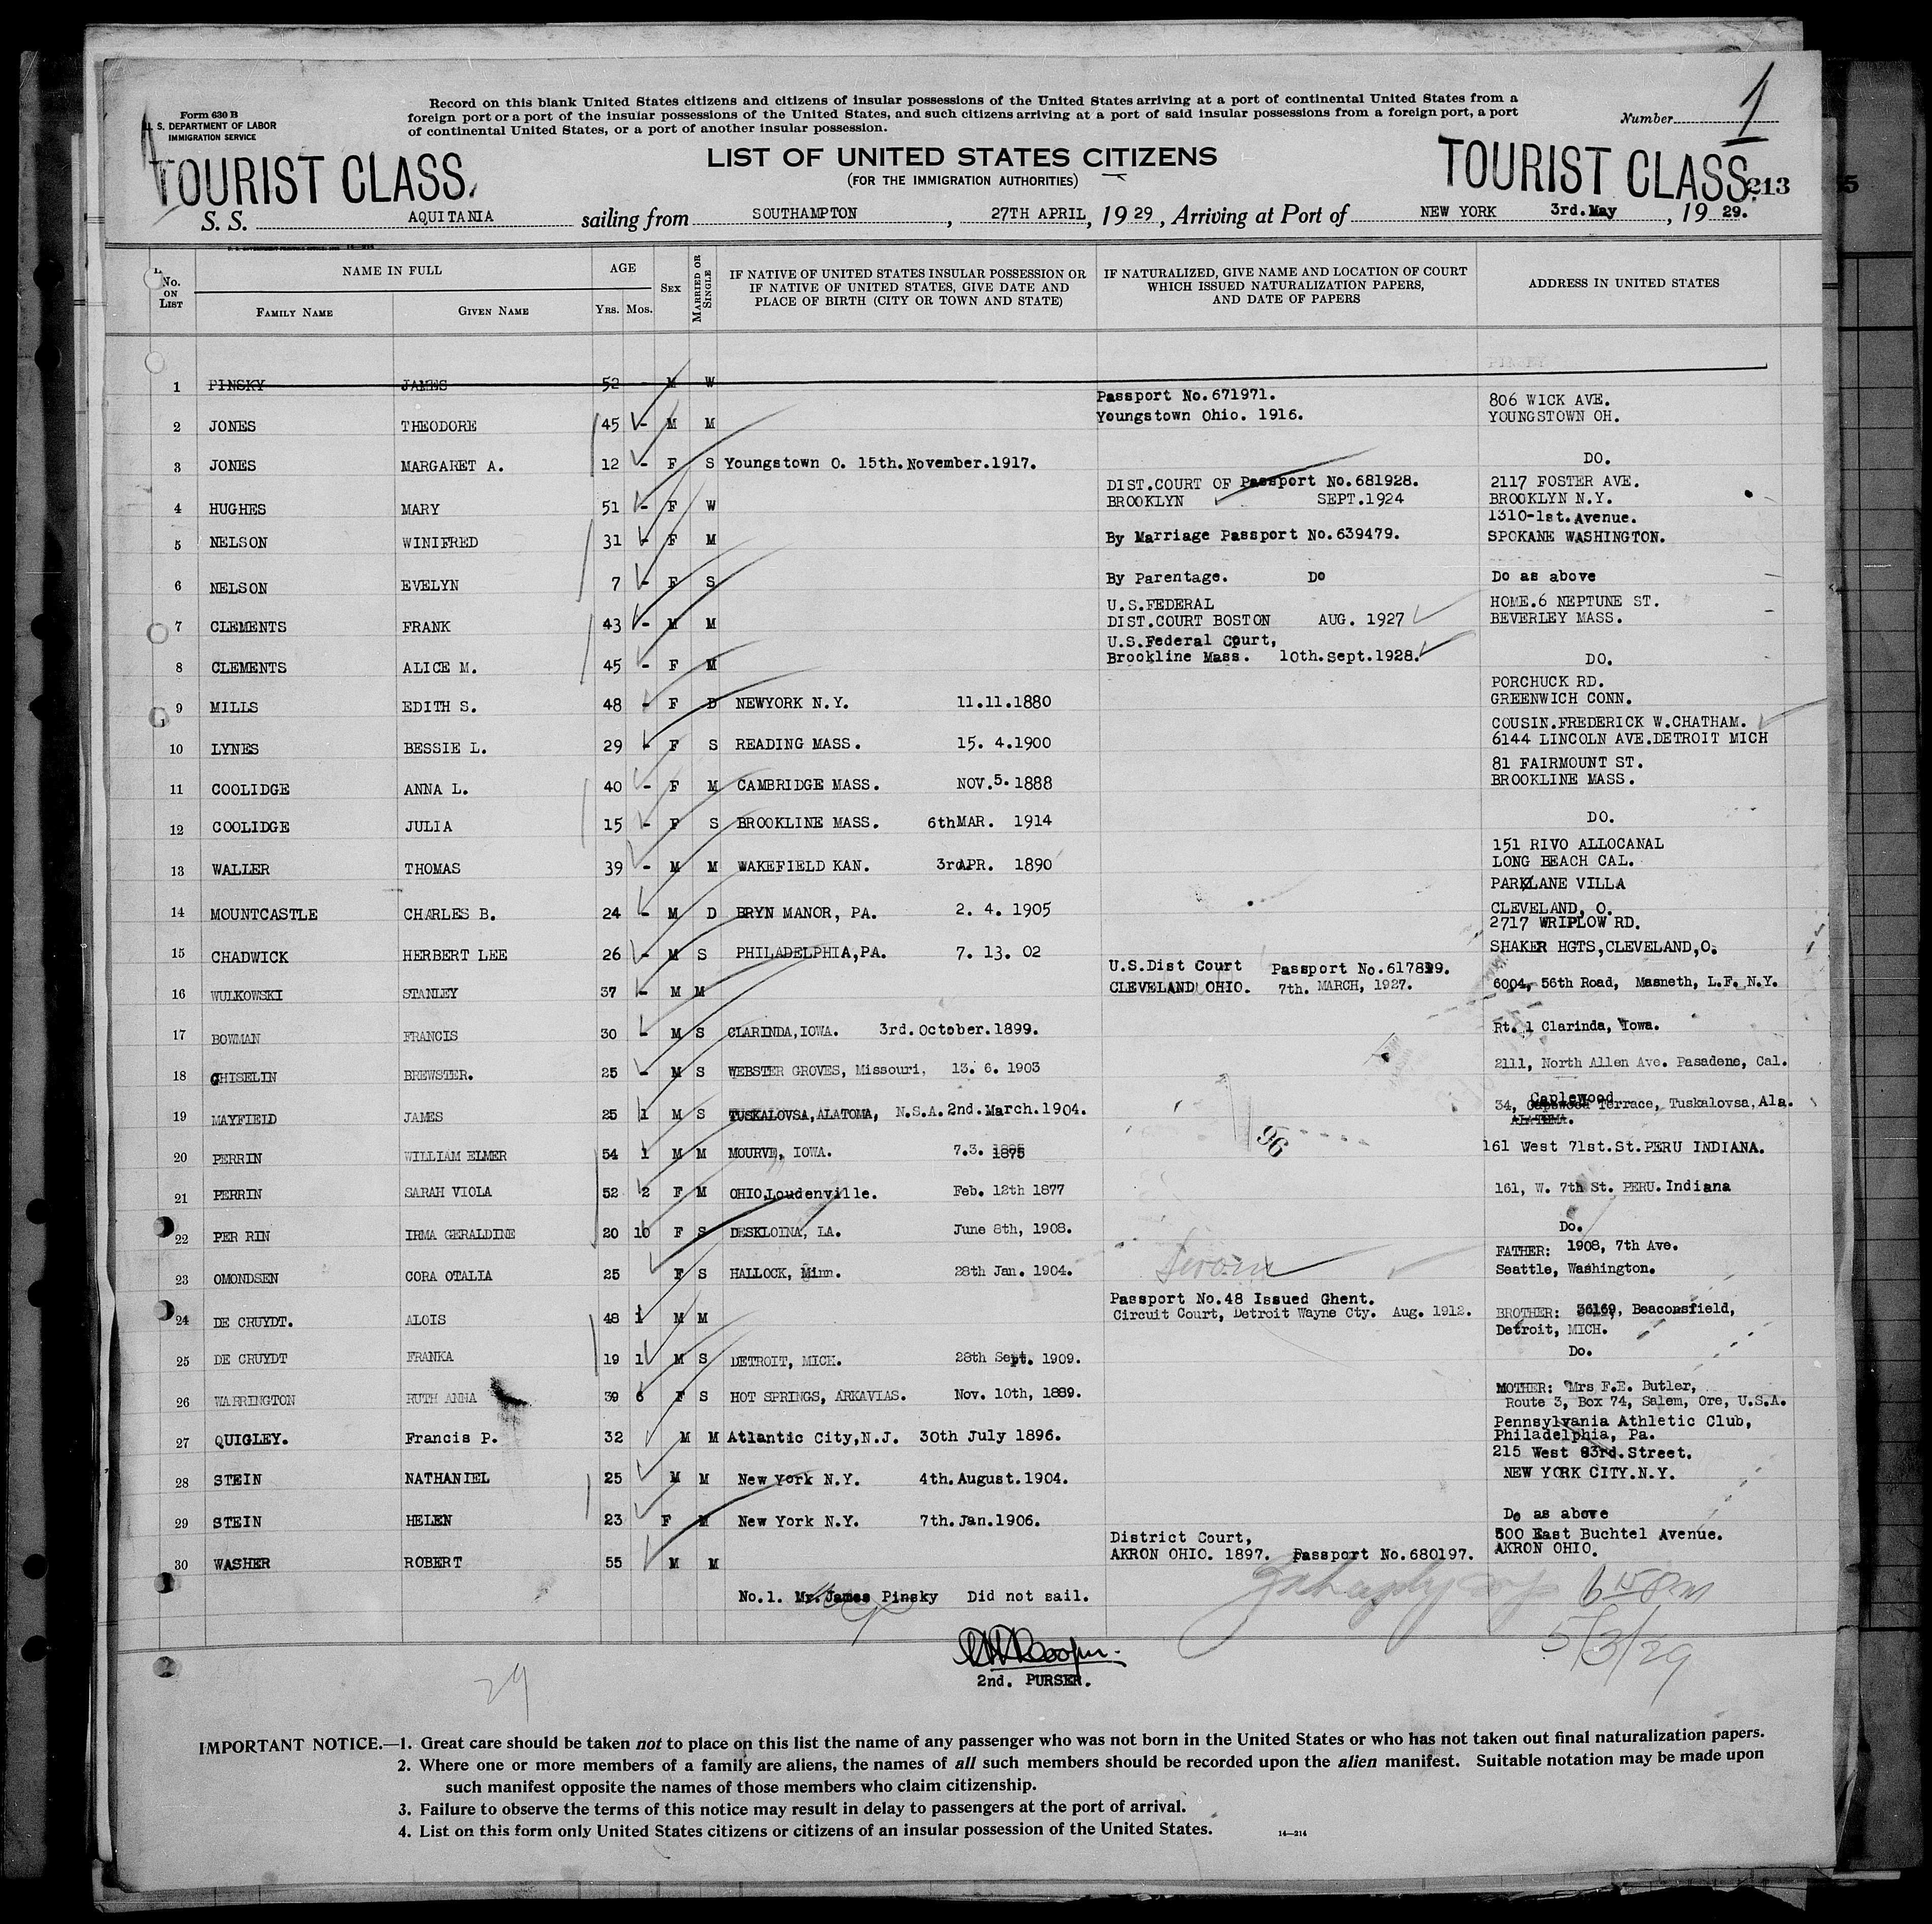 Form 630 B
U. S. DEPARTMENT OF LABOR
IMMIGRATION SERVICE
Record on this blank United States citizens and citizens of insular possessions of the United States arriving at a port of continental United States from a
foreign port or a port of the insular possessions of the United States, and such citizens arriving at a port of said insular possessions from a foreign port, a port
of continental United States, or a port of another insular possession.
Number 1
TOURIST CLASS.
LIST OF UNITED STATES CITIZENS
(FOR THE IMMIGRATION AUTHORITIES)
TOURIST CLASS.
213
S. S. AQUITANIA sailing from SOUTHAMPTON, 27TH APRIL, 1929, Arriving at Port of NEW YORK 3rd.May, 1929.
No. ON LIST
NAME IN FULL
FAMILY NAME
GIVEN NAME
AGE
YRS. MOS.
SEX
MARRIED OR SINGLE
IF NATIVE OF UNITED STATES INSULAR POSSESSION OR
IF NATIVE OF UNITED STATES, GIVE DATE AND
PLACE OF BIRTH (CITY OR TOWN AND STATE)
IF NATURALIZED, GIVE NAME AND LOCATION OF COURT
WHICH ISSUED NATURALIZATION PAPERS,
AND DATE OF PAPERS
ADDRESS IN UNITED STATES
1 PINSKY JAMES 52 - M W
Passport No.671971. 806 WICK AVE.
2 JONES THEODORE 45 - M M Youngstown Ohio. 1916. YOUNGSTOWN OH.
3 JONES MARGARET A. 12 - F S Youngstown O. 15th.November.1917. DO.
DIST.COURT OF Passport No.681928. 2117 FOSTER AVE.
4 HUGHES MARY 51 - F W BROOKLYN SEPT.1924 BROOKLYN N.Y.
1310-1st.Avenue.
5 NELSON WINIFRED 31 - F M By Marriage Passport No.639479. SPOKANE WASHINGTON.
6 NELSON EVELYN 7 - F S By Parentage. Do Do as above
U.S.FEDERAL HOME.6 NEPTUNE ST.
7 CLEMENTS FRANK 43 - M M DIST.COURT BOSTON AUG. 1927 BEVERLEY MASS.
U.S.Federal Court,
8 CLEMENTS ALICE M. 45 - F M Brookline Mass. 10th.Sept.1928. DO.
PORCHUCK RD.
9 MILLS EDITH S. 48 - F D NEWYORK N.Y. 11.11.1880 GREENWICH CONN.
COUSIN.FREDERICK W.CHATHAM.
10 LYNES BESSIE L. 29 - F S READING MASS. 15. 4.1900 6144 LINCOLN AVE.DETROIT MICH
81 FAIRMOUNT ST.
11 COOLIDGE ANNA L. 40 - F M CAMBRIDGE MASS. NOV.5.1888 BROOKLINE MASS.
12 COOLIDGE JULIA 15 - F S BROOKLINE MASS. 6thMAR. 1914 DO.
151 RIVO ALLOCANAL
13 WALLER THOMAS 39 - M M WAKEFIELD KAN. 3rdAPR. 1890 LONG BEACH CAL.
PARKLANE VILLA
14 MOUNTCASTLE CHARLES B. 24 - M D BRYN MANOR, PA. 2. 4. 1905 CLEVELAND, O.
2717 WRIPLOW RD.
15 CHADWICK HERBERT LEE 26 - M S PHILADELPHIA,PA. 7. 13. 02 SHAKER HGTS,CLEVELAND,O.
U.S.Dist Court Passport No.617899.
16 WULKOWSKI STANLEY 37 - M M CLEVELAND OHIO. 7th. MARCH, 1927. 6004, 56th Road, Masneth, L.F. N.Y.
17 BOWMAN FRANCIS 30 - M S CLARINDA,IOWA. 3rd.October.1899. Rt. 1 Clarinda, Iowa.
18 GHISELIN BREWSTER. 25 - M S WEBSTER GROVES, Missouri, 13. 6. 1903 2111, North Allen Ave. Pasadena, Cal.
Caplewood
19 MAYFIELD JAMES 25 1 M S TUSKALOVSA,ALATOMA, N.S.A. 2nd.March.1904. 34, Capewood Terrace, Tuskalovsa,Ala.
20 PERRIN WILLIAM ELMER 54 1 M M MOURVE, IOWA. 7.3. 1875 161 West 71st.St.PERU INDIANA.
21 PERRIN SARAH VIOLA 52 2 F M OHIO,Loudenville. Feb. 12th 1877 161, W. 7th St. PERU.Indiana
22 PER RIN IRMA GERALDINE 20 10 F S DESKLOINA, LA. June 8th, 1908. Do.
FATHER: 1908, 7th Ave.
23 OMONDSEN CORA OTALIA 25 F S HALLOCK, Minn. 28th Jan. 1904. Seattle, Washington.
Passport No.48 Issued Ghent.
24 DE CRUYDT. ALOIS 48 1 M M Circuit Court, Detroit Wayne Cty. Aug. 1912. BROTHER: 36169, Beaconsfield,
Detroit, MICH.
25 DE CRUYDT FRANKA 19 1 M S DETROIT, MICH. 28th Sept. 1909. Do.
MOTHER: Mrs F.E. Butler,
26 WARRINGTON RUTH ANNA 39 6 F S HOT SPRINGS, ARKAVIAS. Nov. 10th, 1889. Route 3, Box 74, Salem, Ore, U.S.A.
Pennsylvania Athletic Club,
27 QUIGLEY. Francis P. 32 M M Atlantic City,N.J. 30th July 1896. Philadelphia, Pa.
215 West 83rd.Street.
28 STEIN NATHANIEL 25 M M New York N.Y. 4th.August.1904. NEW YORK CITY.N.Y.
29 STEIN HELEN 23 F M New York N.Y. 7th.Jan.1906. Do as above
District Court, 500 East Buchtel Avenue.
30 WASHER ROBERT 55 M M AKRON OHIO. 1897. Passport No.680197. AKRON OHIO.
96
No.1. Mr.James Pinsky Did not sail.
6 15 PM
5/3/29
2nd. PURSER.
29
IMPORTANT NOTICE.—1. Great care should be taken not to place on this list the name of any passenger who was not born in the United States or who has not taken out final naturalization papers.
2. Where one or more members of a family are aliens, the names of all such members should be recorded upon the alien manifest. Suitable notation may be made upon
such manifest opposite the names of those members who claim citizenship.
3. Failure to observe the terms of this notice may result in delay to passengers at the port of arrival.
4. List on this form only United States citizens or citizens of an insular possession of the United States.
14—214